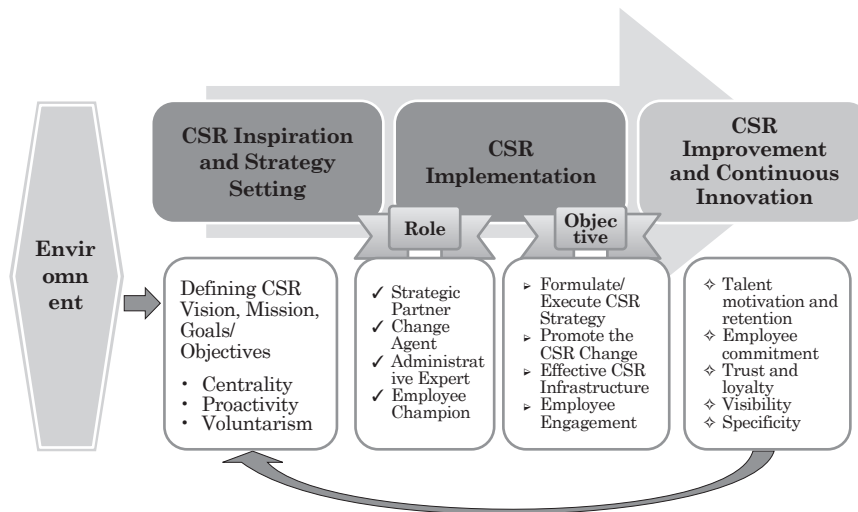 CSR Inspiration
and Strategy
Setting
CSR
Implementation
CSR
Improvement
and Continuous
Innovation
Envir
omn
ent
Role
Objec
tive
Defining CSR
Vision, Mission,
Goals/
Objectives
• Centrality
• Proactivity
• Voluntarism
✓ Strategic
Partner
✓ Change
Agent
✓ Administrat
ive Expert
✓ Employee
Champion
▹ Formulate/
Execute CSR
Strategy
▹ Promote the
CSR Change
▹ Effective CSR
Infrastructure
▹ Employee
Engagement
✧ Talent
motivation and
retention
✧ Employee
commitment
✧ Trust and
loyalty
✧ Visibility
✧ Specificity